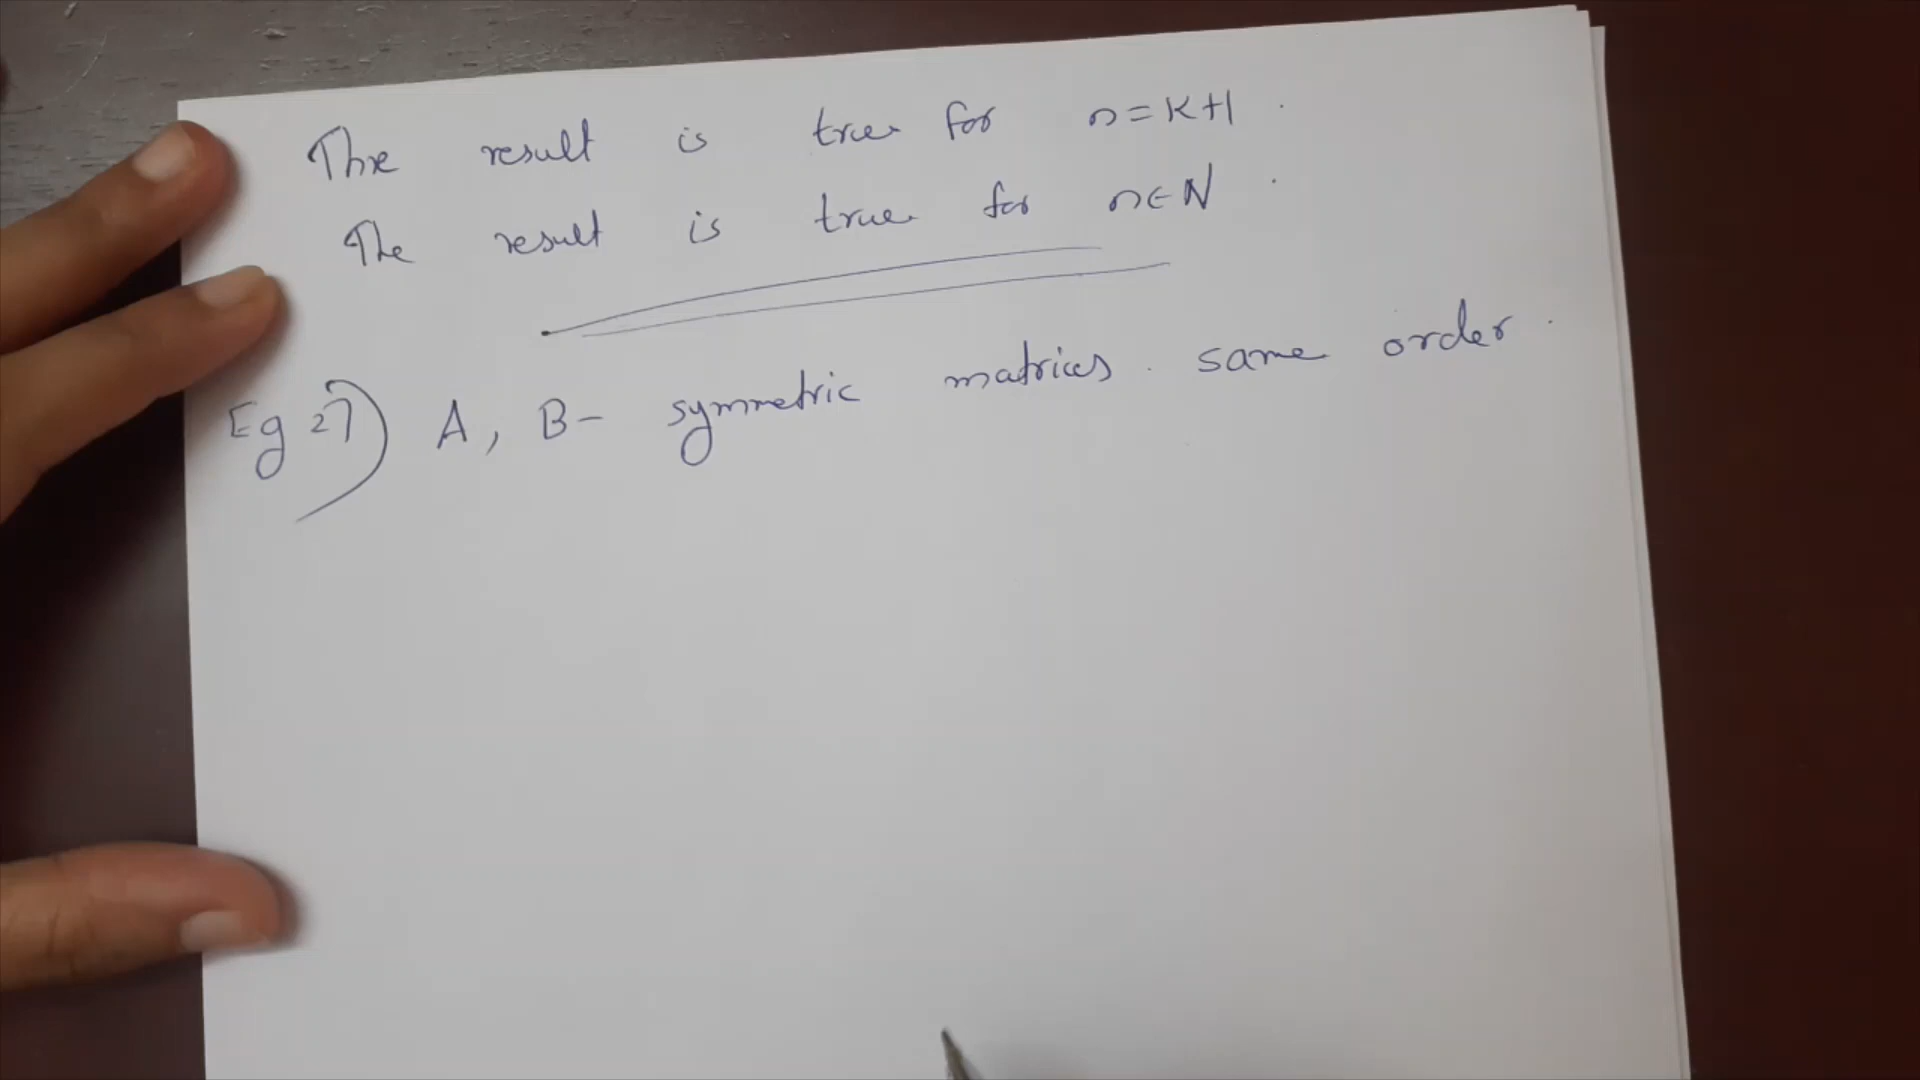 The result is true for n=K+1.
The result is true for n∈N.
Eg 27) A, B- symmetric matrices. same order.